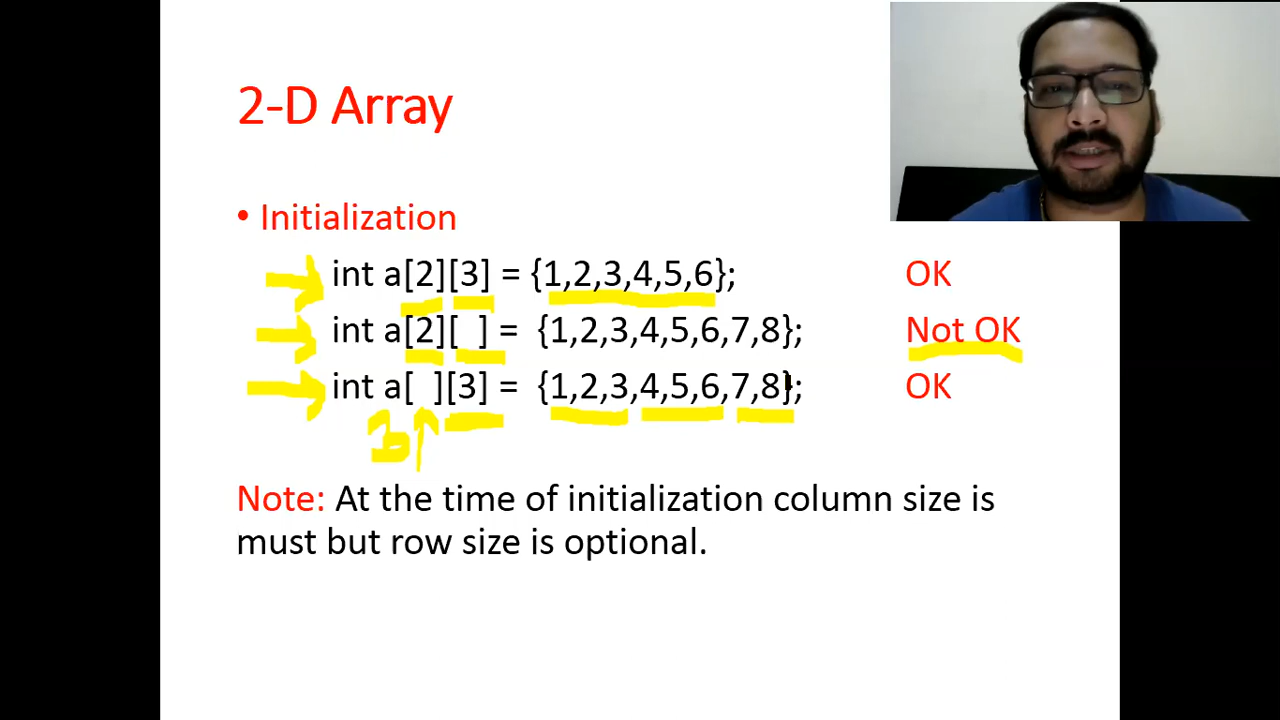 2-D Array
• Initialization
int a[2][3] = {1,2,3,4,5,6}; OK
int a[2][ ] = {1,2,3,4,5,6,7,8}; Not OK
int a[ ][3] = {1,2,3,4,5,6,7,8}; OK
Note: At the time of initialization column size is
must but row size is optional.